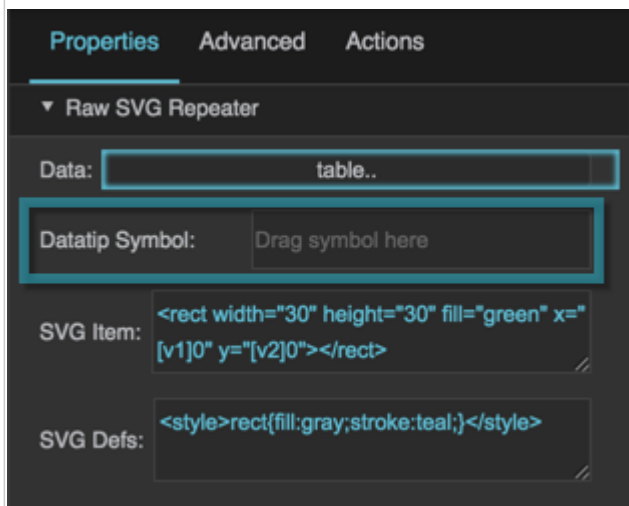 Properties Advanced Actions
▼ Raw SVG Repeater
Data: table..
Datatip Symbol: Drag symbol here
SVG Item: <rect width="30" height="30" fill="green" x="
[v1]0" y="[v2]0"></rect>
SVG Defs: <style>rect{fill:gray;stroke:teal;}</style>